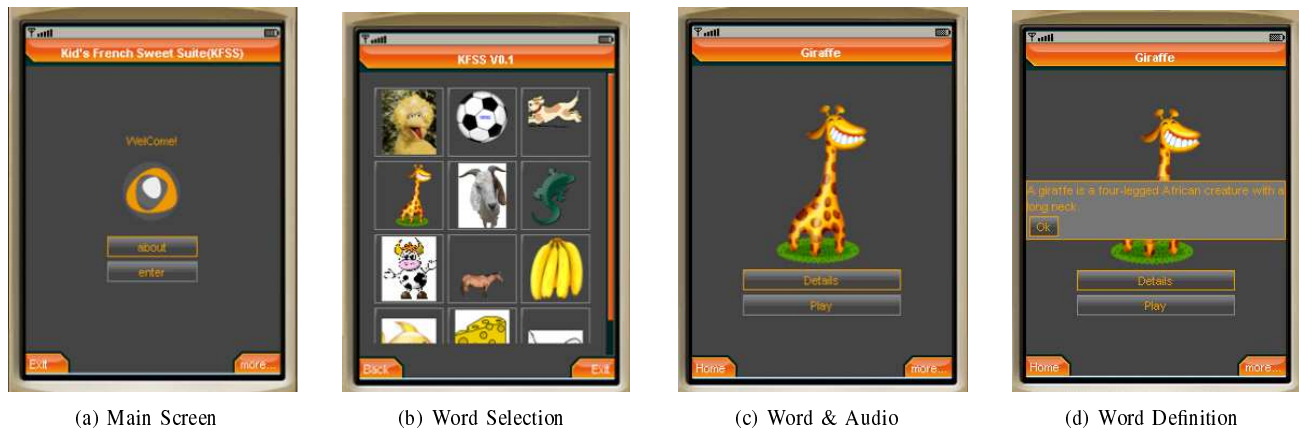 Kid's French Sweet Suite(KFSS)
WelCome!
about
enter
Exit
more...
KFSS V0.1
Back
Exit
Giraffe
Details
Play
Home
more...
Giraffe
A giraffe is a four-legged African creature with a
long neck.
Ok
Details
Play
Home
more...
(a) Main Screen
(b) Word Selection
(c) Word & Audio
(d) Word Definition